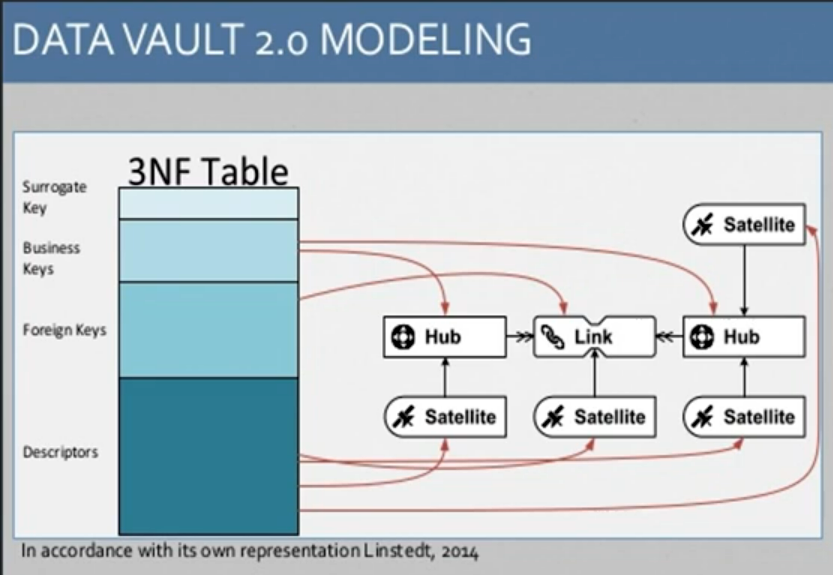 DATA VAULT 2.0 MODELING
3NF Table
Surrogate
Key
Business
Keys
Foreign Keys
Descriptors
Satellite
Hub
Link
Hub
Satellite
Satellite
Satellite
In accordance with its own representation Linstedt, 2014